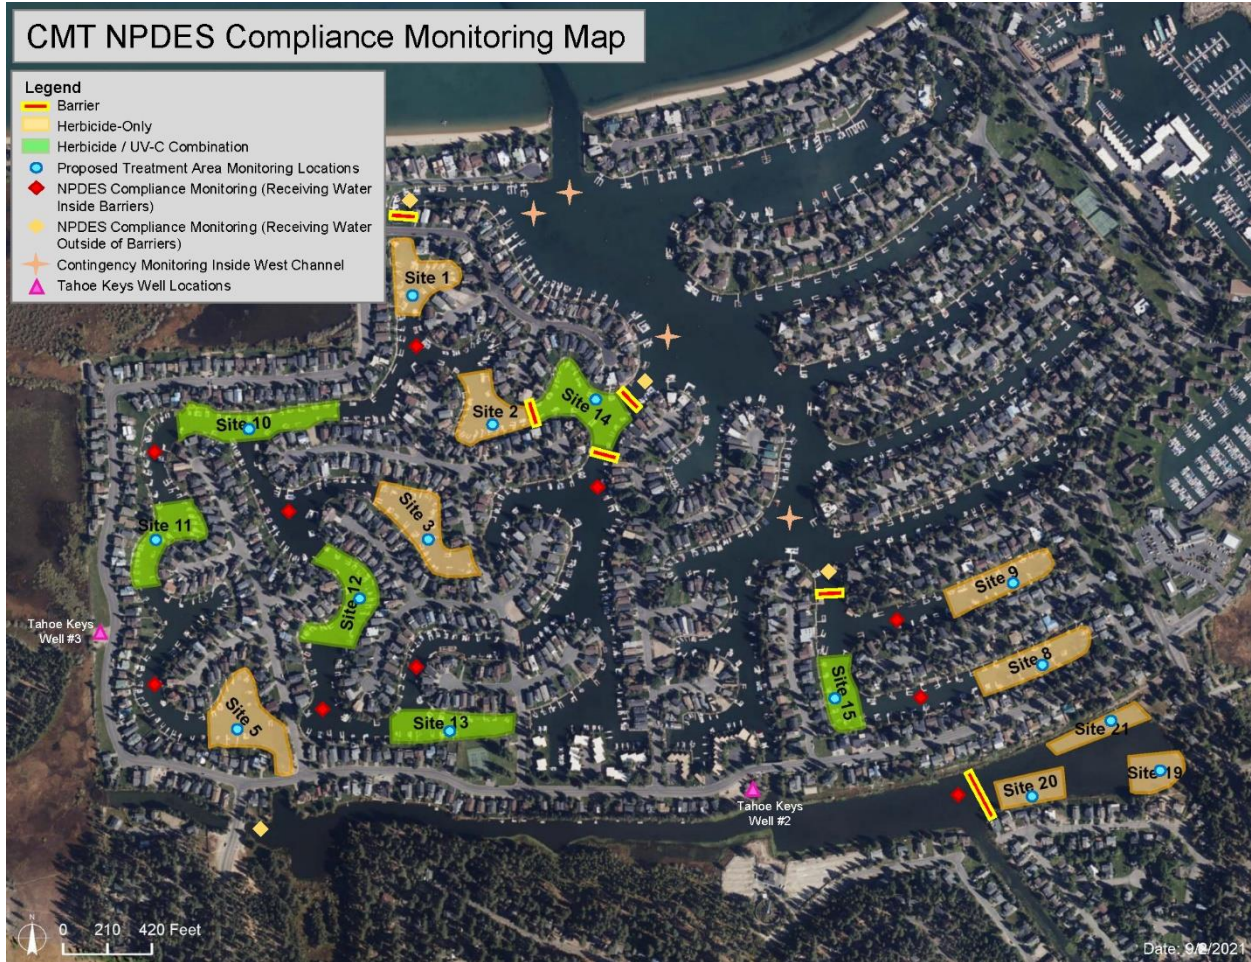 CMT NPDES Compliance Monitoring Map
Legend
Barrier
Herbicide-Only
Herbicide / UV-C Combination
Proposed Treatment Area Monitoring Locations
NPDES Compliance Monitoring (Receiving Water
Inside Barriers)
NPDES Compliance Monitoring (Receiving Water
Outside of Barriers)
Contingency Monitoring Inside West Channel
Tahoe Keys Well Locations
Site 1
Site 2
Site 14
Site 10
Site 3
Site 11
Site 12
Site 9
Tahoe Keys
Well #3
Site 8
Site 15
Site 5
Site 13
Site 21
Site 19
Site 20
Tahoe Keys
Well #2
N
0 210 420 Feet